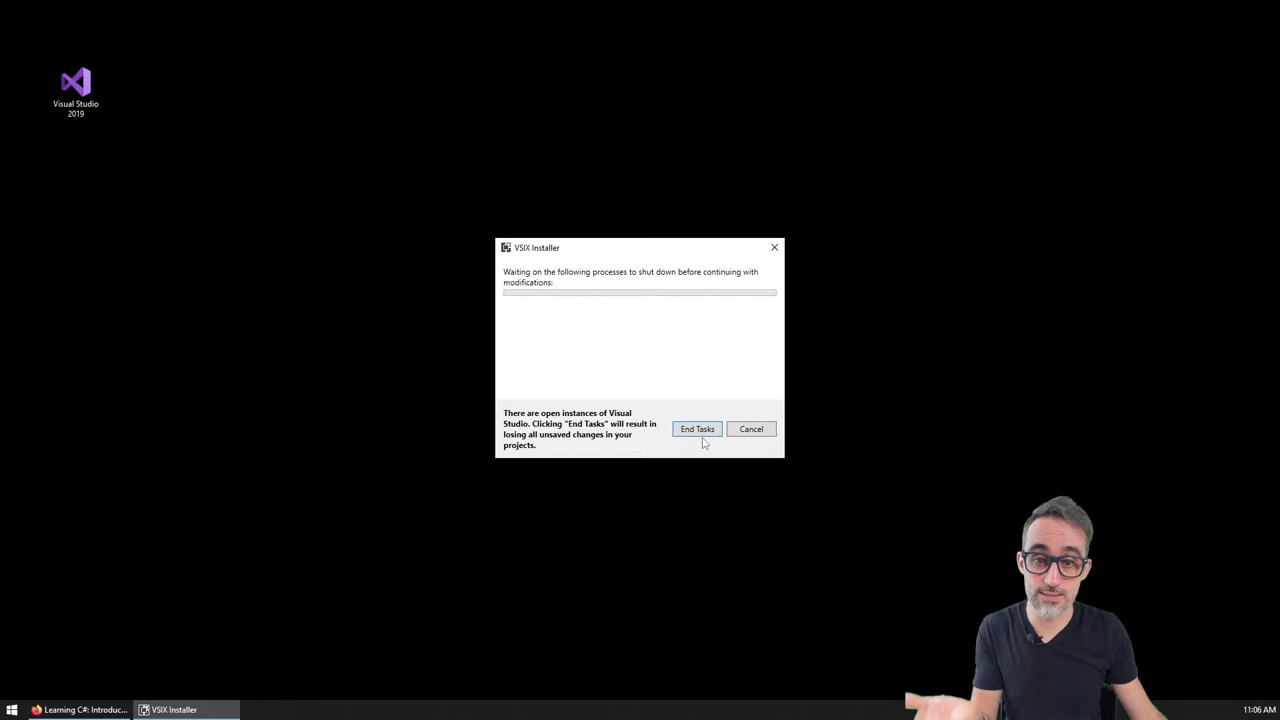 Visual Studio
2019
VSIX Installer
Waiting on the following processes to shut down before continuing with
modifications:
There are open instances of Visual
Studio. Clicking "End Tasks" will result in
losing all unsaved changes in your
projects.
End Tasks
Cancel
Learning C#: Introduc...
VSIX Installer
11:06 AM